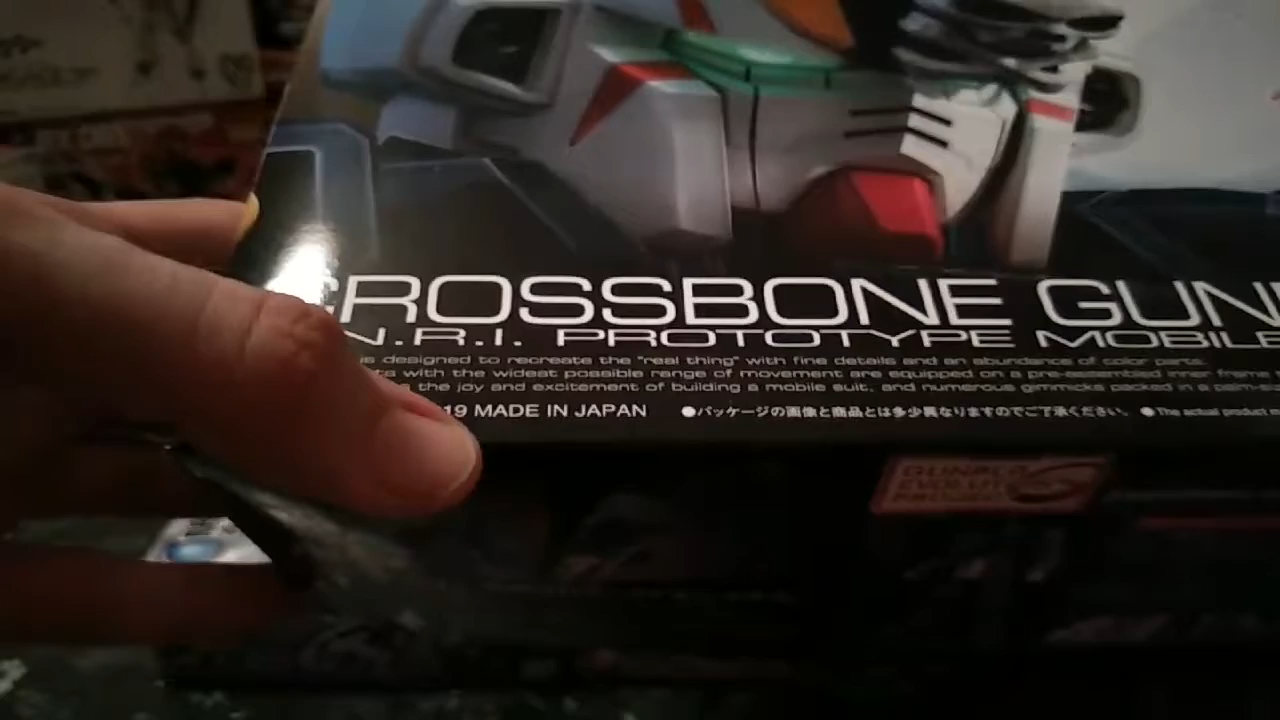 CROSSBONE GUN
N.R.I. PROTOTYPE MOBILE
is designed to recreate the "real thing" with fine details and an abundance of color parts.
with the widest possible range of movement are equipped on a pre-assembled inner frame
the joy and excitement of building a mobile suit, and numerous gimmicks packed in a palm-
19 MADE IN JAPAN ●パッケージの画像と商品とは多少異なりますのでご了承ください。 ●The actual product
GUNPLA
EVOLUTION
PROJECT